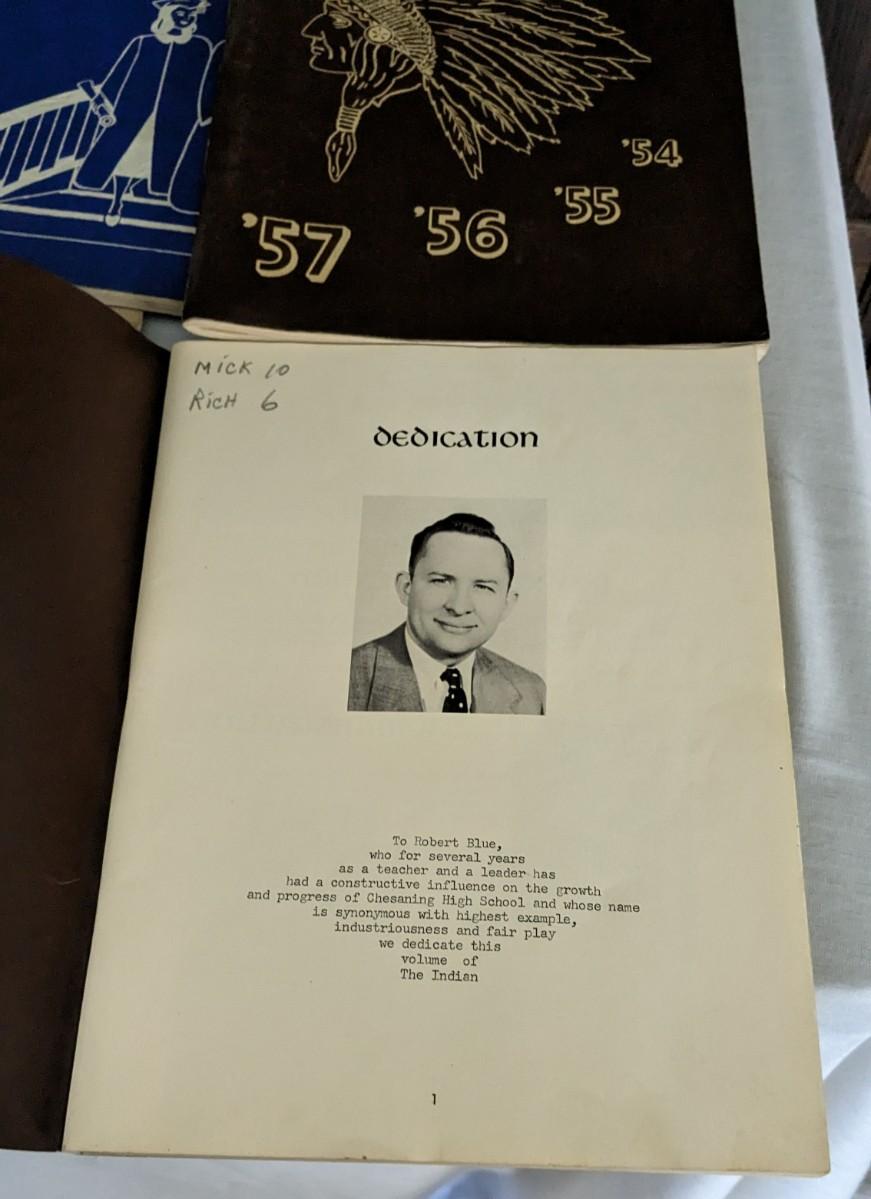 '54
'55
'56
'57
MICK 10
RICH 6
DEDICATION
To Robert Blue,
who for several years
as a teacher and a leader has
had a constructive influence on the growth
and progress of Chesaning High School and whose name
is synonymous with highest example,
industriousness and fair play
we dedicate this
volume of
The Indian
1